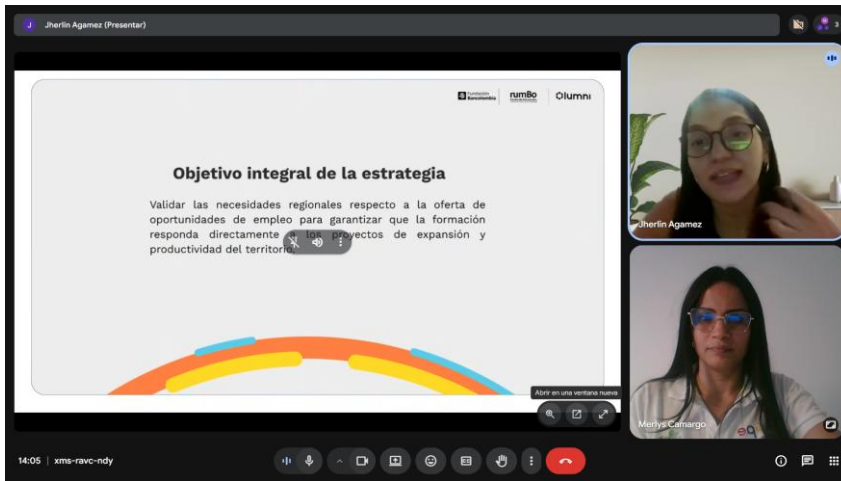 J Jherlin Agamez (Presentar)
3
Fundación
Bancolombia
rumBo
Olumni
Objetivo integral de la estrategia
Validar las necesidades regionales respecto a la oferta de
oportunidades de empleo para garantizar que la formación
responda directamente a los proyectos de expansión y
productividad del territorio.
Abrir en una ventana nueva
Jherlin Agamez
Merlys Camargo
14:05 | xms-ravc-ndy